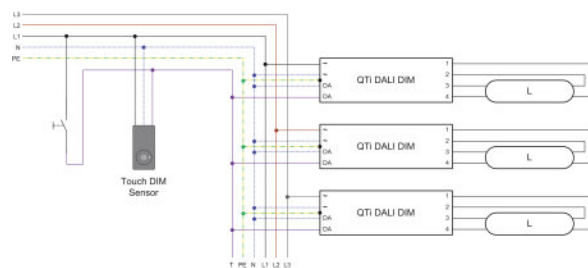 L3
L2
L1
N
PE
~
~
DA
DA
QTi DALI DIM
1
2
3
4
L
Touch DIM
Sensor
~
~
DA
DA
QTi DALI DIM
1
2
3
4
L
~
~
DA
DA
QTi DALI DIM
1
2
3
4
L
T PE N L1 L2 L3